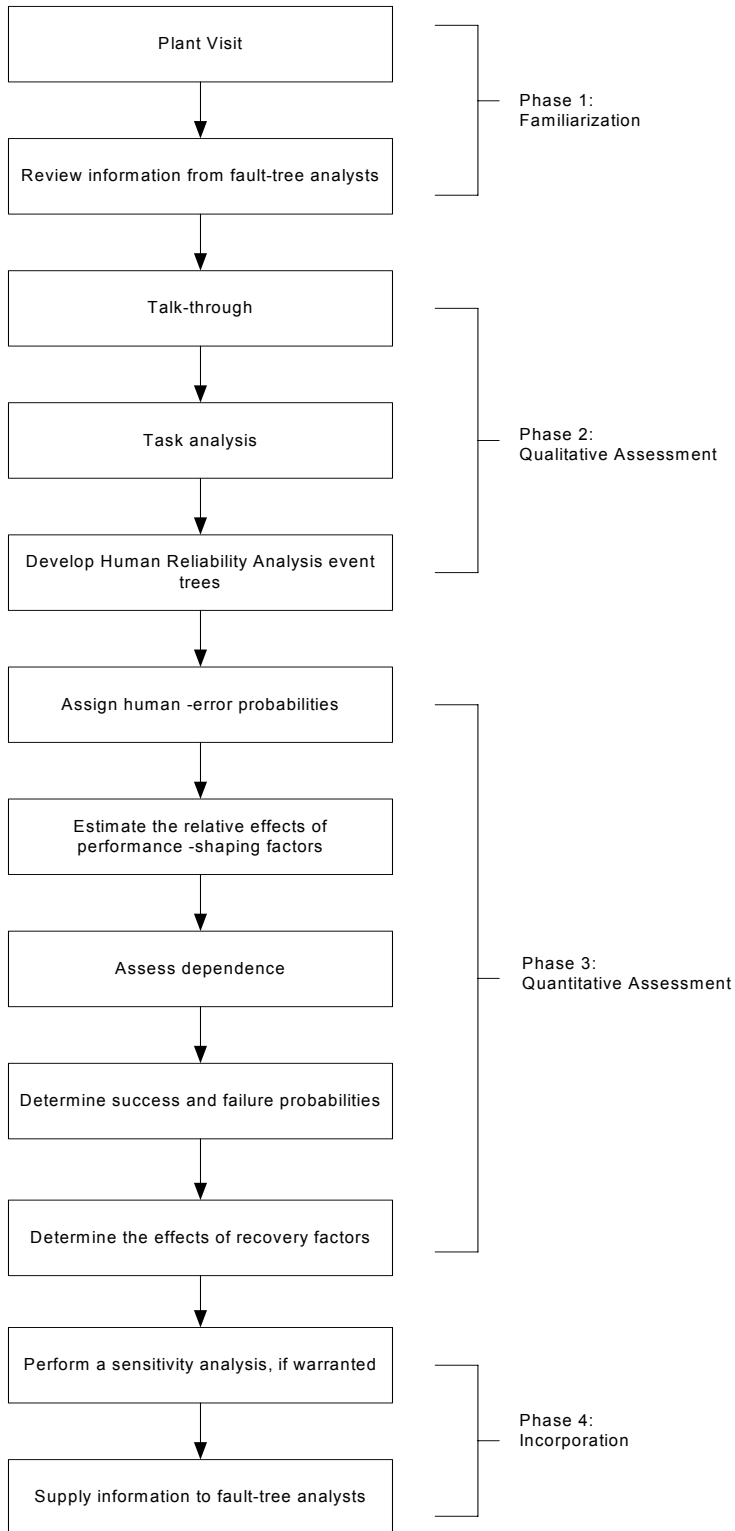 Plant Visit
Phase 1:
Familiarization
Review information from fault-tree analysts
Talk-through
Task analysis
Phase 2:
Qualitative Assessment
Develop Human Reliability Analysis event
trees
Assign human -error probabilities
Estimate the relative effects of
performance -shaping factors
Assess dependence
Phase 3:
Quantitative Assessment
Determine success and failure probabilities
Determine the effects of recovery factors
Perform a sensitivity analysis, if warranted
Phase 4:
Incorporation
Supply information to fault-tree analysts